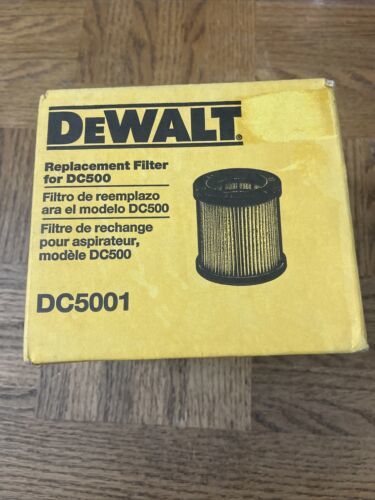 DEWALT®
Replacement Filter
for DC500
Filtro de reemplazo
ara el modelo DC500
Filtre de rechange
pour aspirateur,
modèle DC500
DC5001